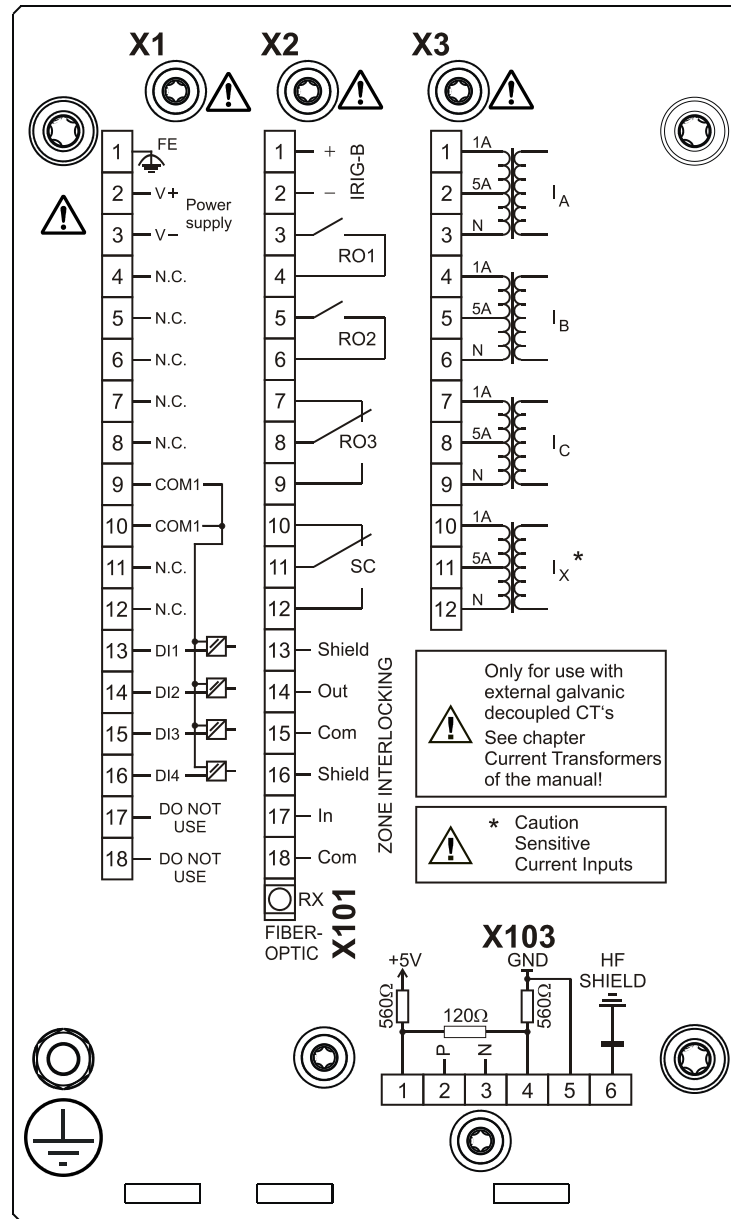 X1
X2
X3
1 FE
2 V+
Power
supply
3 V−
4 N.C.
5 N.C.
6 N.C.
7 N.C.
8 N.C.
9 COM1
10 COM1
11 N.C.
12 N.C.
13 DI1
14 DI2
15 DI3
16 DI4
17 DO NOT
USE
18 DO NOT
USE
1 +
2 −
IRIG-B
3
4
RO1
5
6
RO2
7
8
RO3
9
10
11
SC
12
13 Shield
14 Out
15 Com
16 Shield
17 In
18 Com
ZONE INTERLOCKING
RX
FIBER-
OPTIC
X101
1 1A
2 5A
3 N
IA
4 1A
5 5A
6 N
IB
7 1A
8 5A
9 N
IC
10 1A
11 5A
12 N
IX*
Only for use with
external galvanic
decoupled CT‘s
See chapter
Current Transformers
of the manual!
* Caution
Sensitive
Current Inputs
X103
+5V
GND
HF
SHIELD
560Ω
120Ω
560Ω
P
N
1 2 3 4 5 6